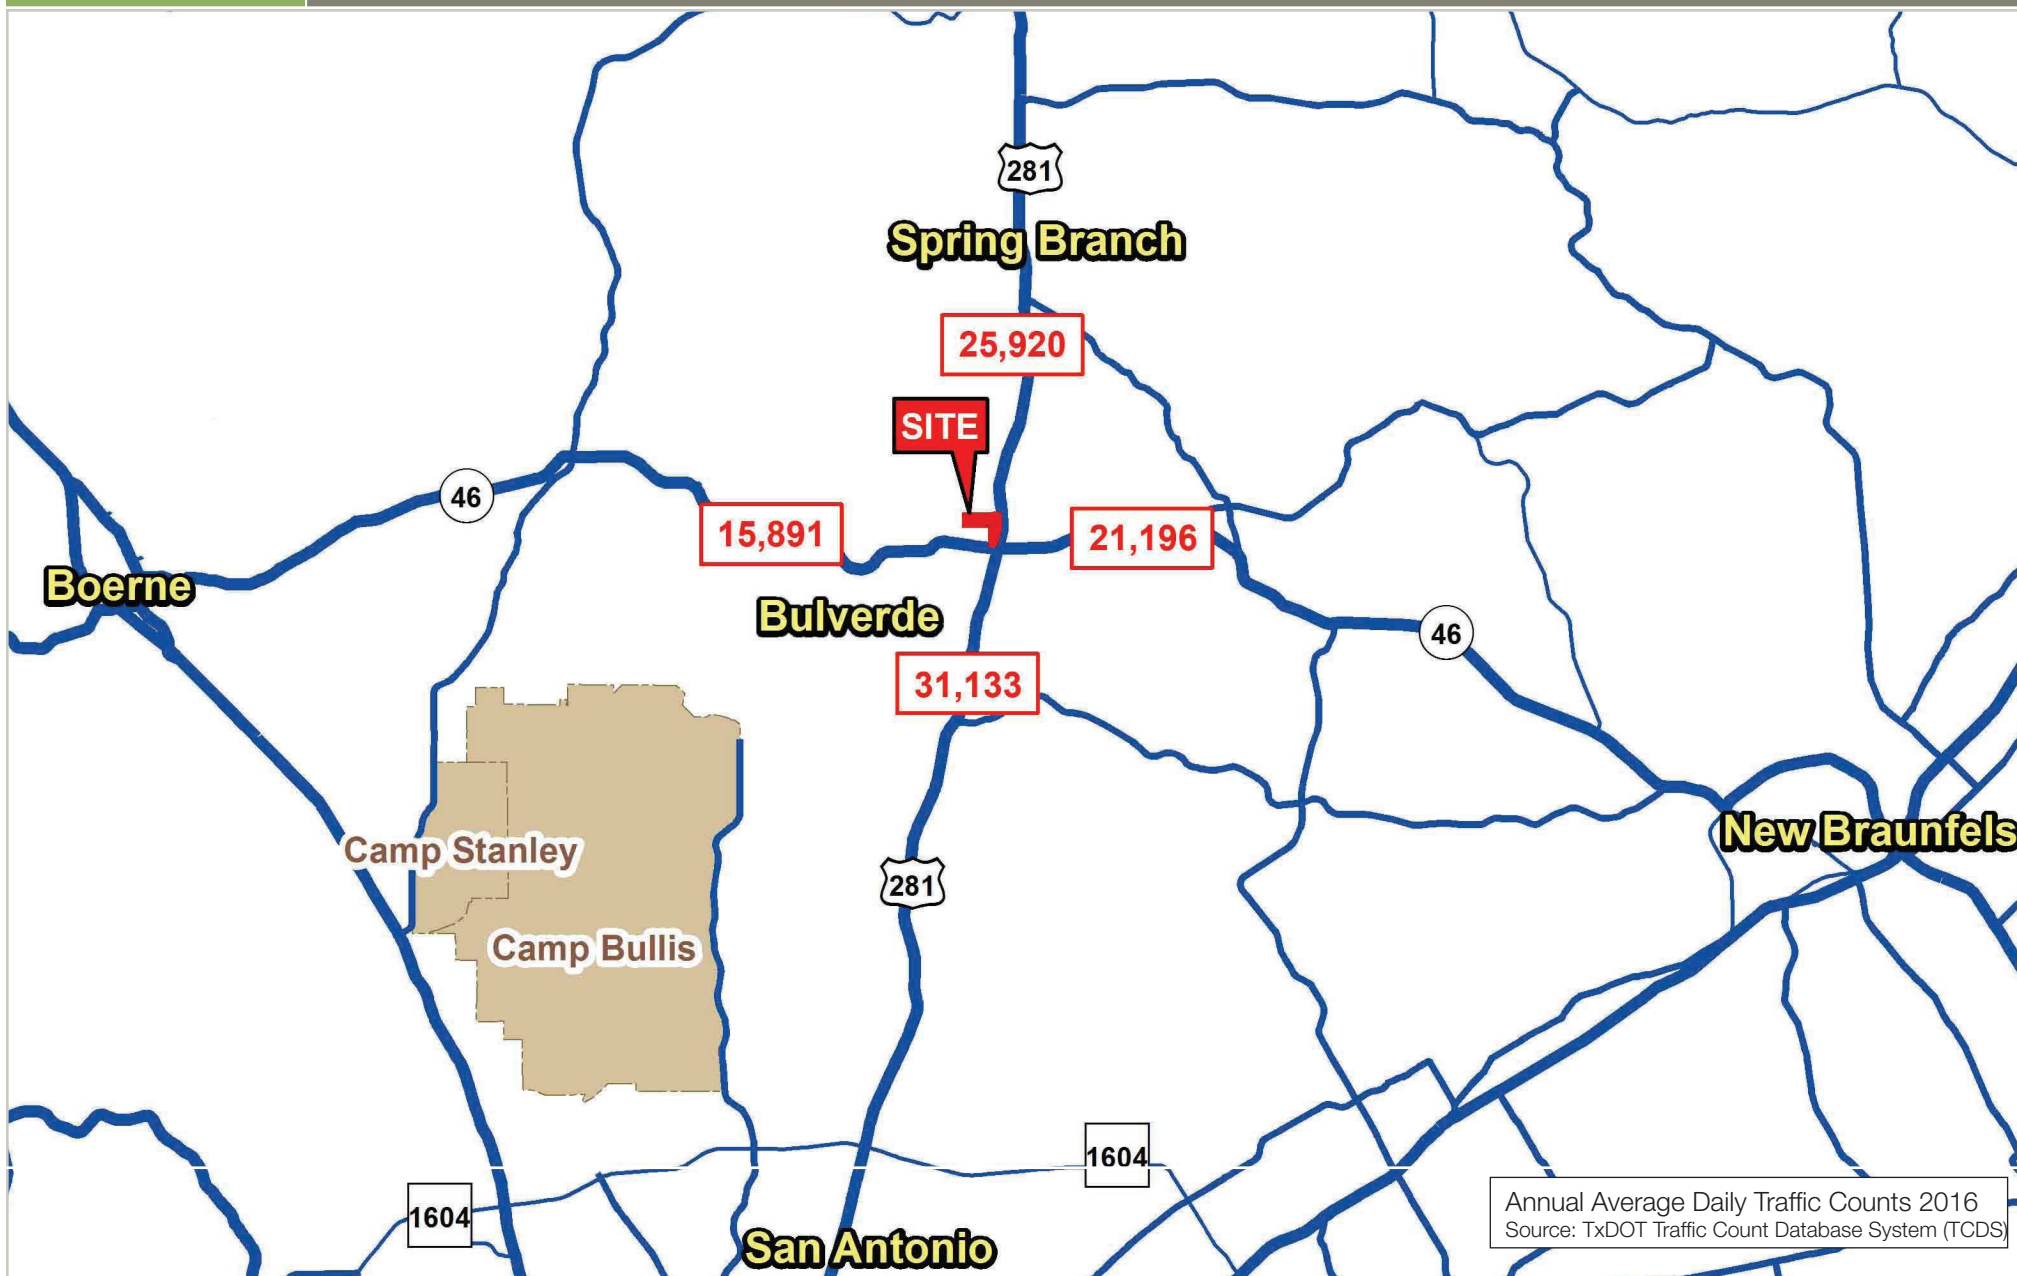 281
Spring Branch
25,920
SITE
46
15,891
21,196
Boerne
Bulverde
46
31,133
New Braunfels
Camp Stanley
281
Camp Bullis
1604
1604
San Antonio
Annual Average Daily Traffic Counts 2016
Source: TxDOT Traffic Count Database System (TCDS)